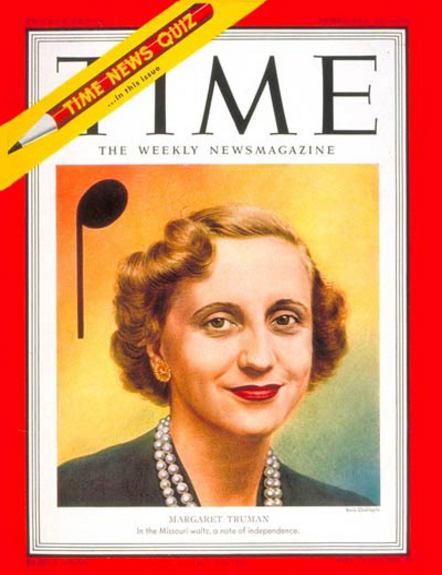 TIME NEWS QUIZ
...in this issue
TIME
THE WEEKLY NEWSMAGAZINE
MARGARET TRUMAN
In the Missouri waltz, a note of independence.